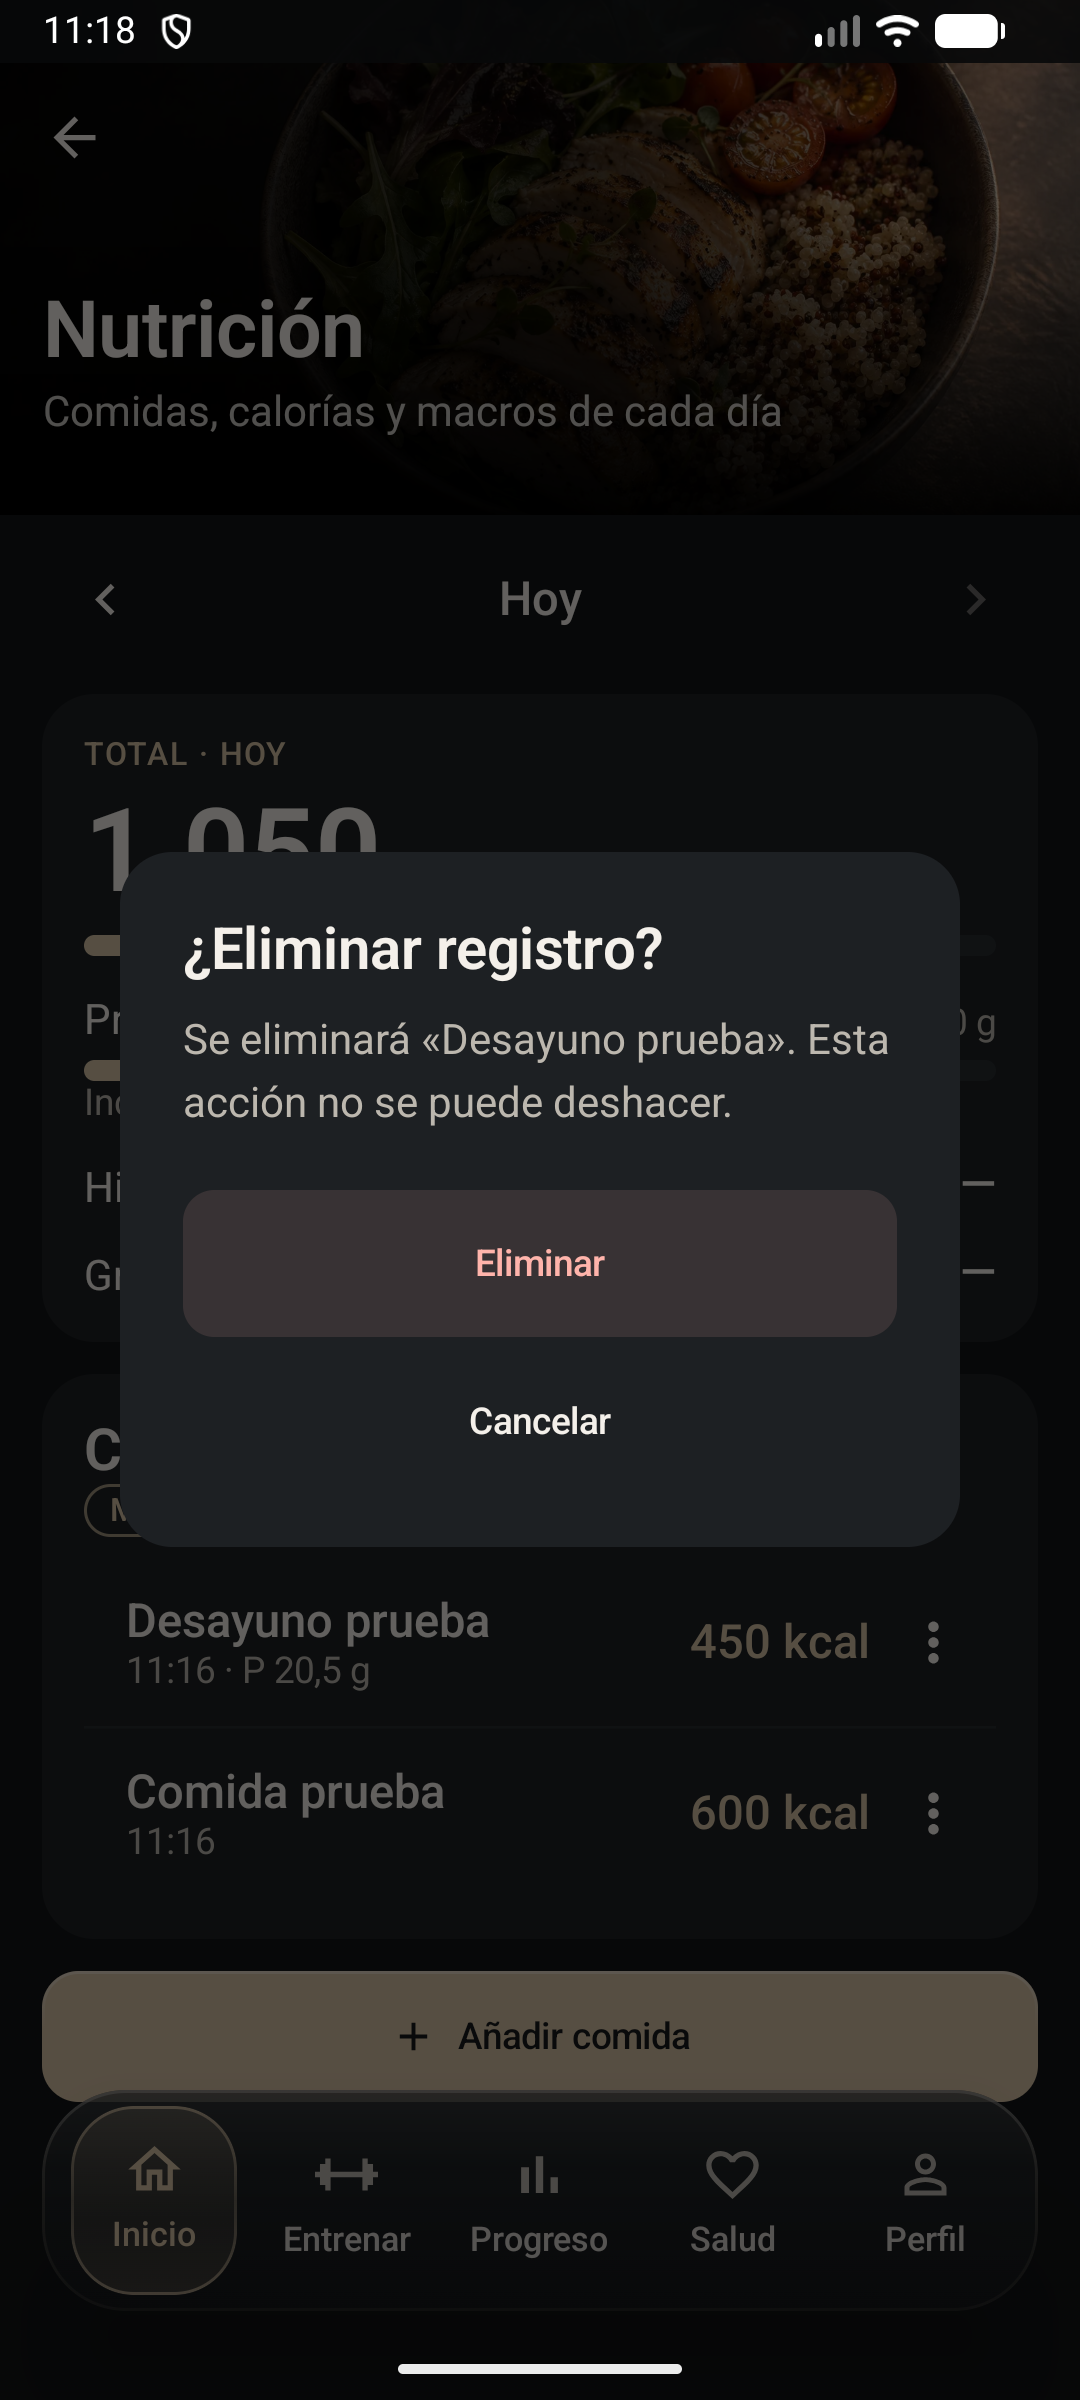 11:18
Nutrición
Comidas, calorías y macros de cada día
Hoy
TOTAL · HOY
1.050
¿Eliminar registro?
Se eliminará «Desayuno prueba». Esta
acción no se puede deshacer.
Eliminar
Cancelar
Desayuno prueba
450 kcal
11:16 · P 20,5 g
Comida prueba
600 kcal
11:16
+ Añadir comida
Inicio
Entrenar
Progreso
Salud
Perfil